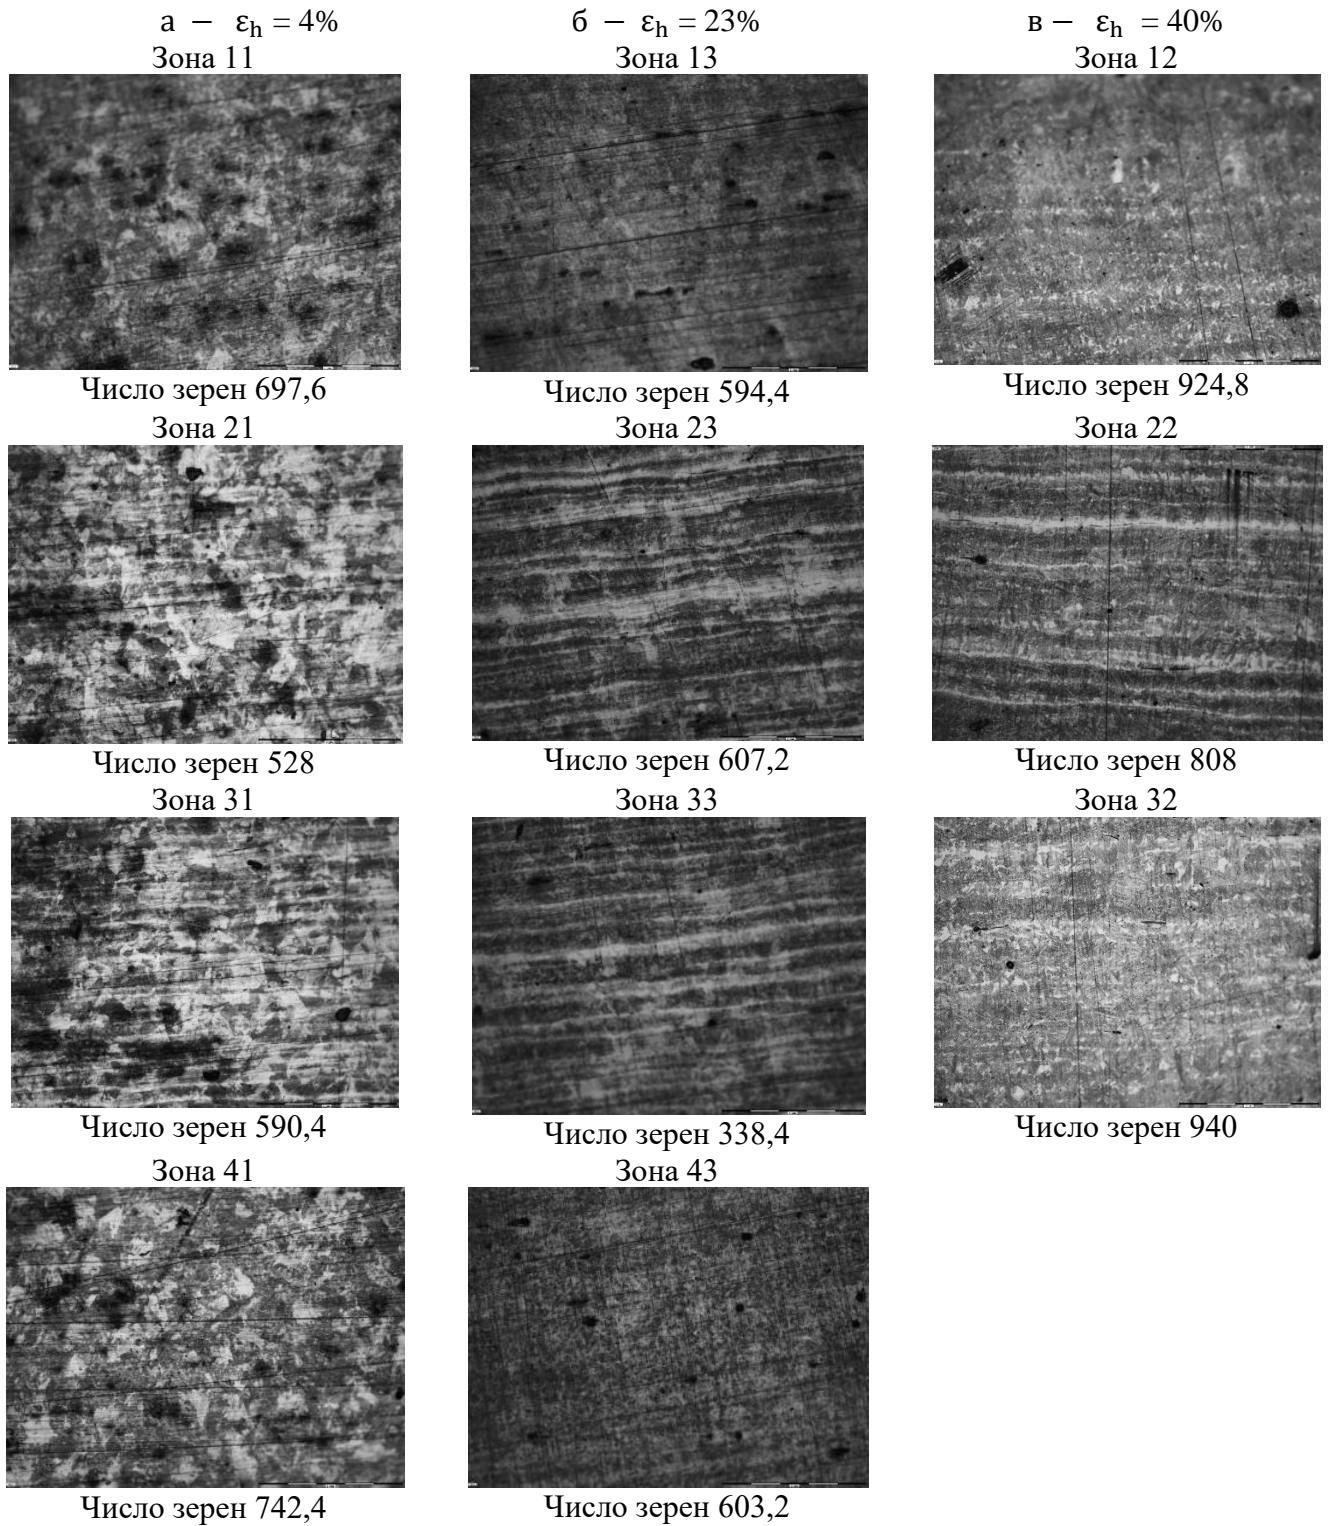 а – εh = 4% б – εh = 23% в – εh = 40%
Зона 11 Зона 13 Зона 12
Число зерен 697,6 Число зерен 594,4 Число зерен 924,8
Зона 21 Зона 23 Зона 22
Число зерен 528 Число зерен 607,2 Число зерен 808
Зона 31 Зона 33 Зона 32
Число зерен 590,4 Число зерен 338,4 Число зерен 940
Зона 41 Зона 43
Число зерен 742,4 Число зерен 603,2